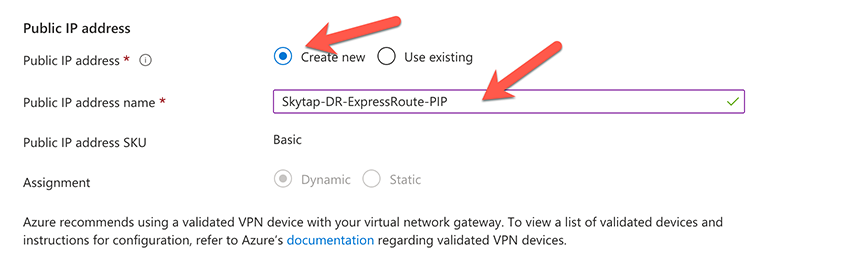 Public IP address
Public IP address * Create new Use existing
Public IP address name * Skytap-DR-ExpressRoute-PIP
Public IP address SKU Basic
Assignment Dynamic Static
Azure recommends using a validated VPN device with your virtual network gateway. To view a list of validated devices and
instructions for configuration, refer to Azure's documentation regarding validated VPN devices.